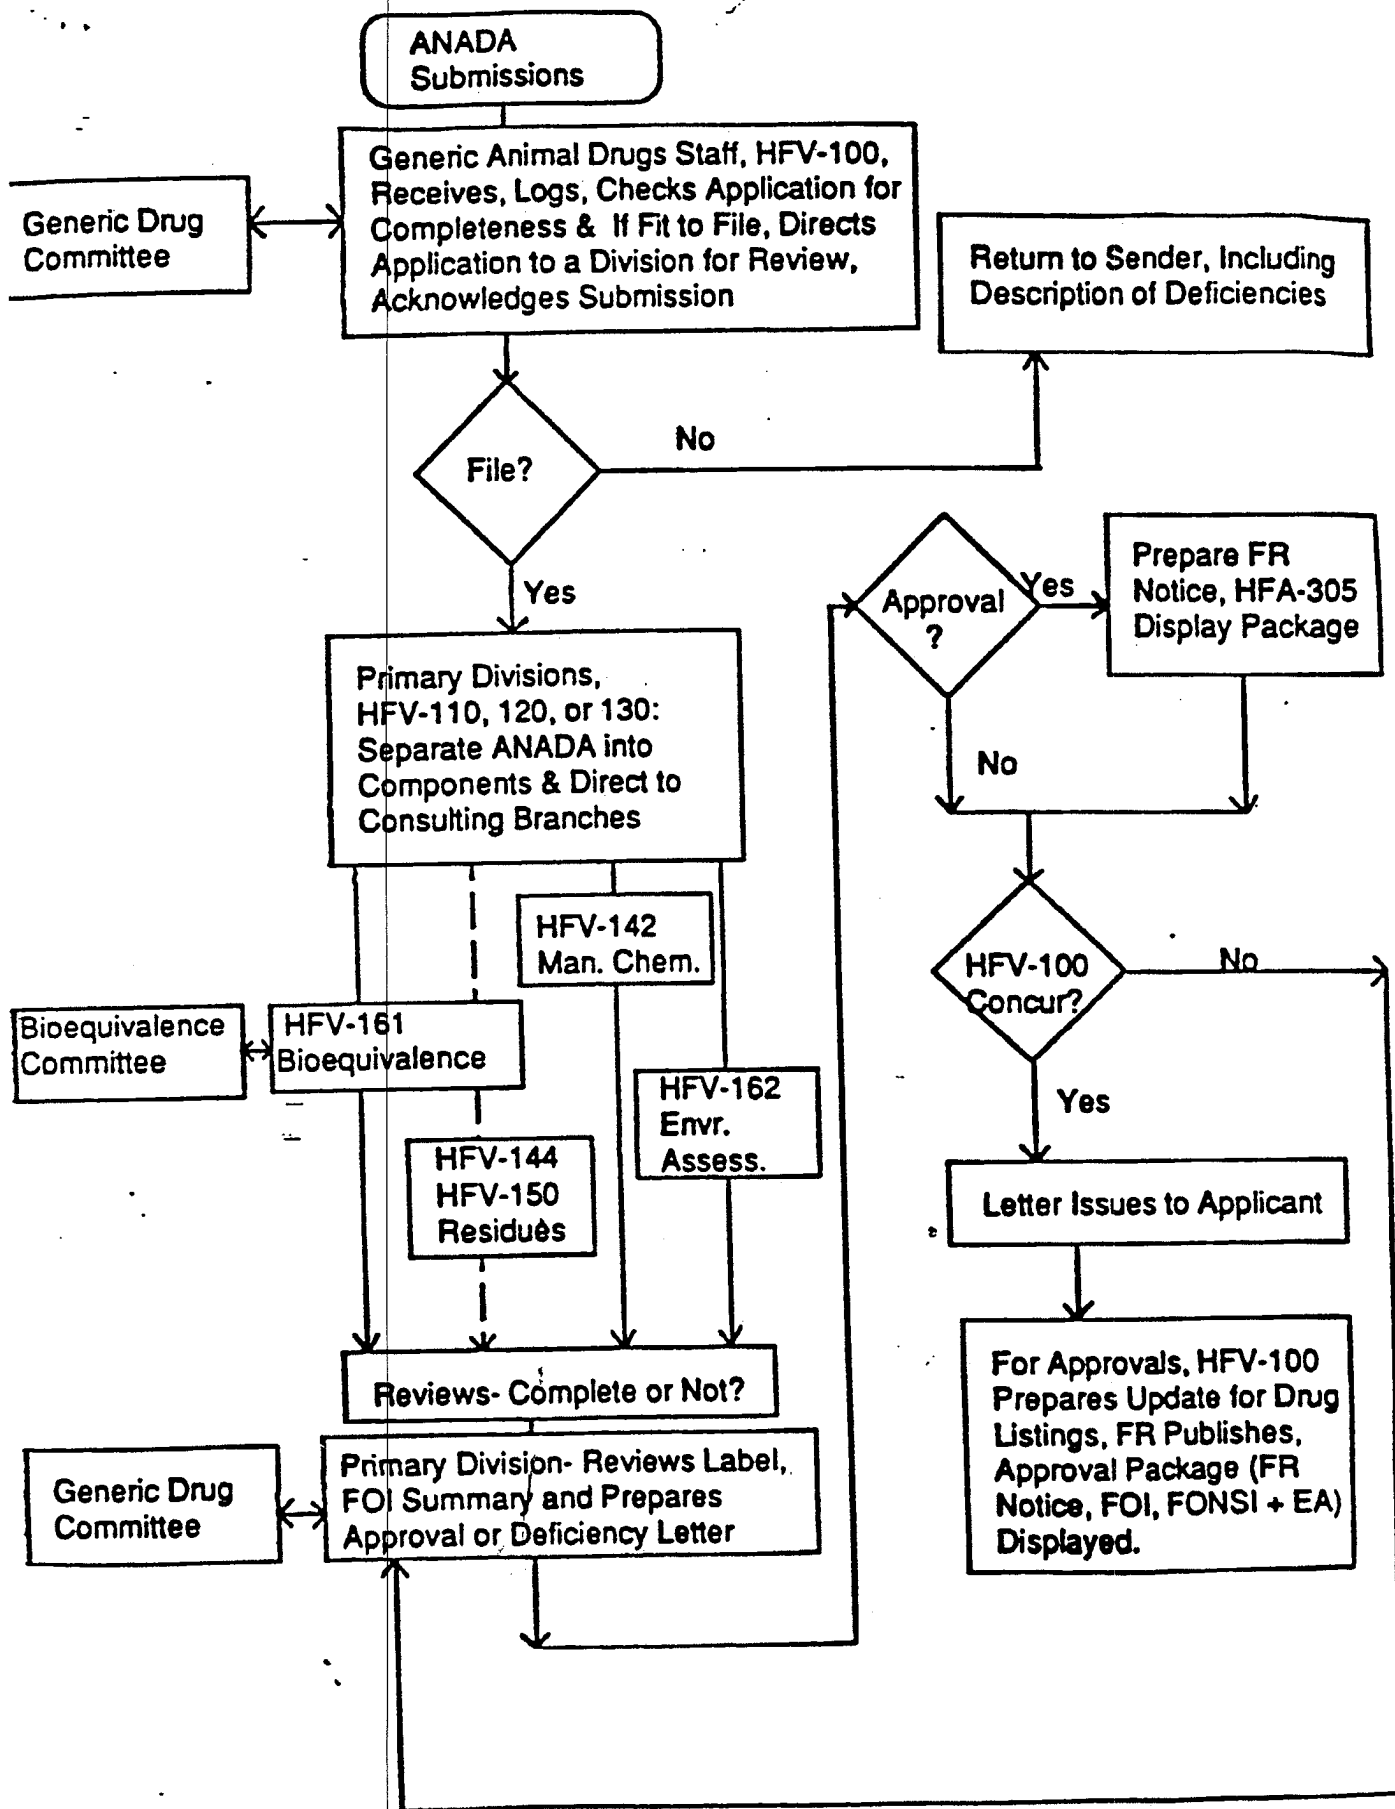 ANADA
Submissions
Generic Animal Drugs Staff, HFV-100,
Receives, Logs, Checks Application for
Completeness & If Fit to File, Directs
Application to a Division for Review,
Acknowledges Submission
Generic Drug
Committee
Return to Sender, Including
Description of Deficiencies
File?
No
Yes
Primary Divisions,
HFV-110, 120, or 130:
Separate ANADA into
Components & Direct to
Consulting Branches
HFV-142
Man. Chem.
Bioequivalence
Committee
HFV-161
Bioequivalence
HFV-162
Envr.
Assess.
HFV-144
HFV-150
Residues
Reviews- Complete or Not?
Generic Drug
Committee
Primary Division- Reviews Label,
FOI Summary and Prepares
Approval or Deficiency Letter
Approval
?
Yes
Prepare FR
Notice, HFA-305
Display Package
No
HFV-100
Concur?
No
Yes
Letter Issues to Applicant
For Approvals, HFV-100
Prepares Update for Drug
Listings, FR Publishes,
Approval Package (FR
Notice, FOI, FONSI + EA)
Displayed.